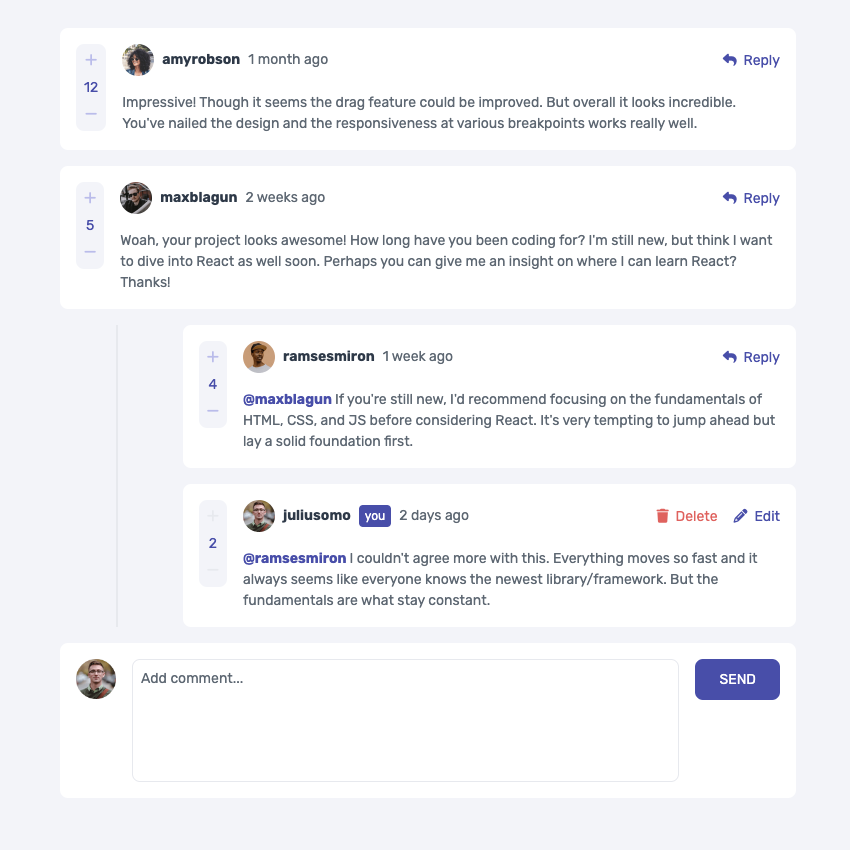 +
amyrobson 1 month ago Reply
12
−
Impressive! Though it seems the drag feature could be improved. But overall it looks incredible.
You've nailed the design and the responsiveness at various breakpoints works really well.
+
maxblagun 2 weeks ago Reply
5
−
Woah, your project looks awesome! How long have you been coding for? I'm still new, but think I want
to dive into React as well soon. Perhaps you can give me an insight on where I can learn React?
Thanks!
+
ramsesmiron 1 week ago Reply
4
−
@maxblagun If you're still new, I'd recommend focusing on the fundamentals of
HTML, CSS, and JS before considering React. It's very tempting to jump ahead but
lay a solid foundation first.
+
juliusomo you 2 days ago Delete Edit
2
−
@ramsesmiron I couldn't agree more with this. Everything moves so fast and it
always seems like everyone knows the newest library/framework. But the
fundamentals are what stay constant.
Add comment... SEND